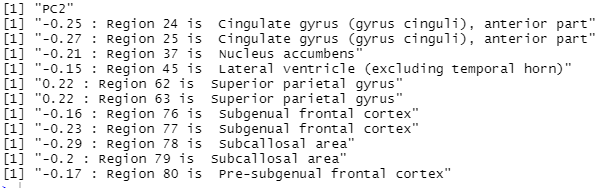 [1] "PC2"
[1] "-0.25 : Region 24 is  Cingulate gyrus (gyrus cinguli), anterior part"
[1] "-0.27 : Region 25 is  Cingulate gyrus (gyrus cinguli), anterior part"
[1] "-0.21 : Region 37 is  Nucleus accumbens"
[1] "-0.15 : Region 45 is  Lateral ventricle (excluding temporal horn)"
[1] "0.22 : Region 62 is  Superior parietal gyrus"
[1] "0.22 : Region 63 is  Superior parietal gyrus"
[1] "-0.16 : Region 76 is  Subgenual frontal cortex"
[1] "-0.23 : Region 77 is  Subgenual frontal cortex"
[1] "-0.29 : Region 78 is  Subcallosal area"
[1] "-0.2 : Region 79 is  Subcallosal area"
[1] "-0.17 : Region 80 is  Pre-subgenual frontal cortex"